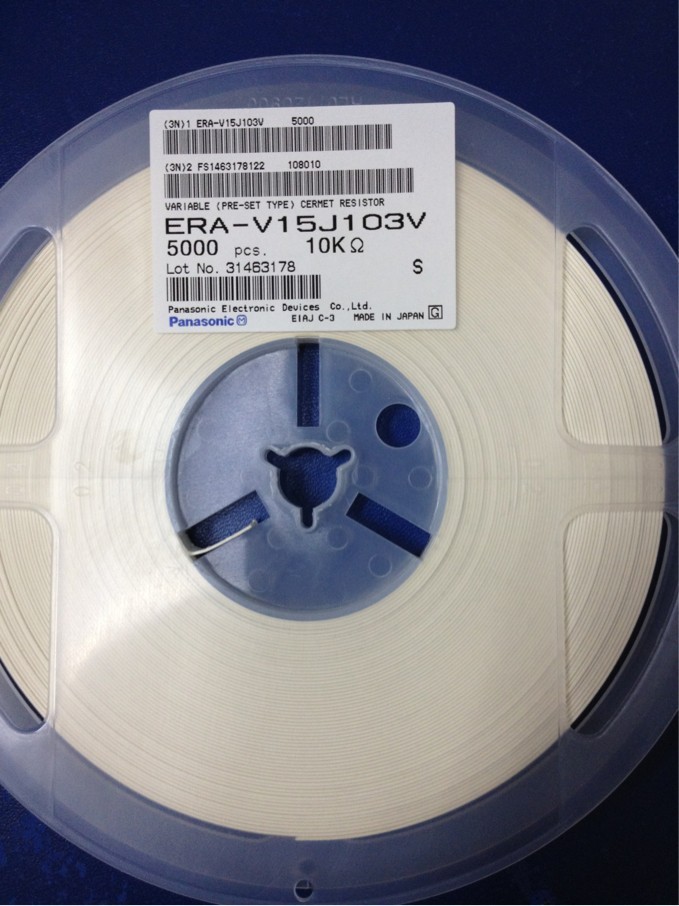 (3N)1 ERA-V15J103V 5000
(3N)2 FS1463178122 108010
VARIABLE (PRE-SET TYPE) CERMET RESISTOR
ERA-V15J103V
5000 pcs. 10KΩ
Lot No. 31463178 S
Panasonic Electronic Devices Co.,Ltd.
Panasonic EIAJ C-3 MADE IN JAPAN G